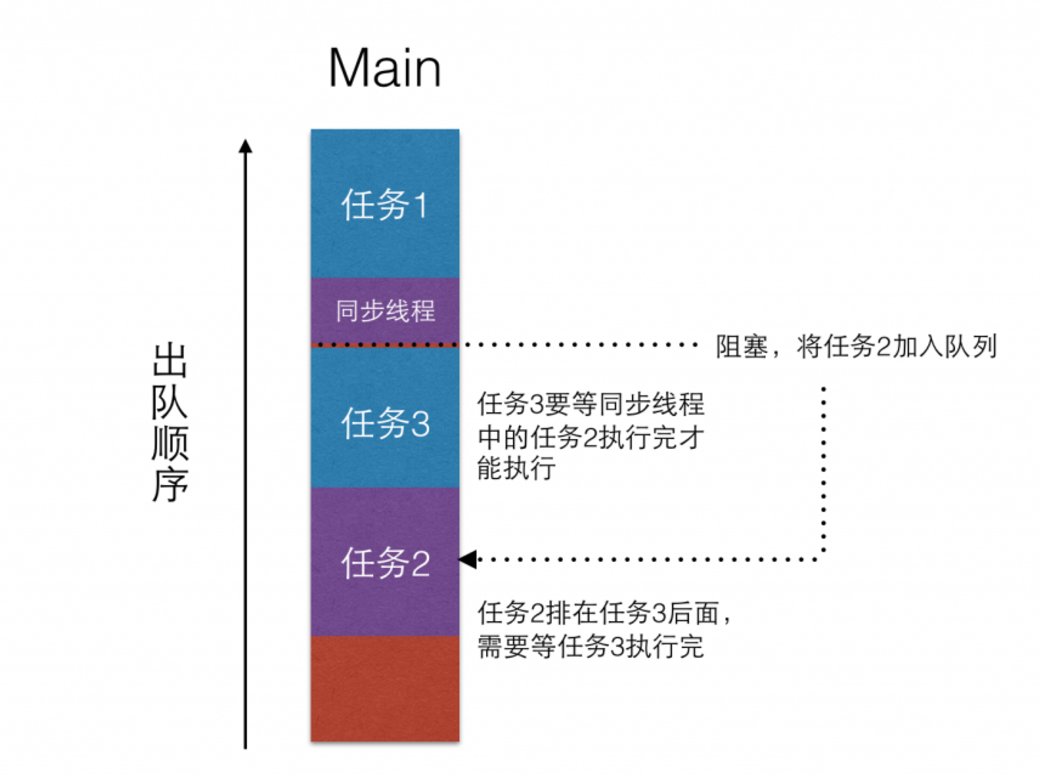 Main
任务1
同步线程
阻塞，将任务2加入队列
出队顺序
任务3
任务3要等同步线程
中的任务2执行完才
能执行
任务2
任务2排在任务3后面，
需要等任务3执行完